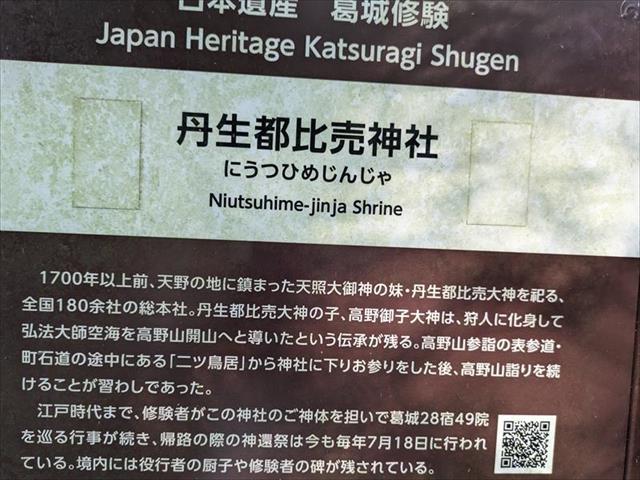 日本遺産 葛城修験
Japan Heritage Katsuragi Shugen
丹生都比売神社
にうつひめじんじゃ
Niutsuhime-jinja Shrine
1700年以上前、天野の地に鎮まった天照大御神の妹・丹生都比売大神を祀る、
全国180余社の総本社。丹生都比売大神の子、高野御子大神は、狩人に化身して
弘法大師空海を高野山開山へと導いたという伝承が残る。高野山参詣の表参道・
町石道の途中にある「二ツ鳥居」から神社に下りお参りをした後、高野山詣りを続
けることが習わしであった。
江戸時代まで、修験者がこの神社のご神体を担いで葛城28宿49院
を巡る行事が続き、帰路の際の神還祭は今も毎年7月18日に行われ
ている。境内には役行者の厨子や修験者の碑が残されている。